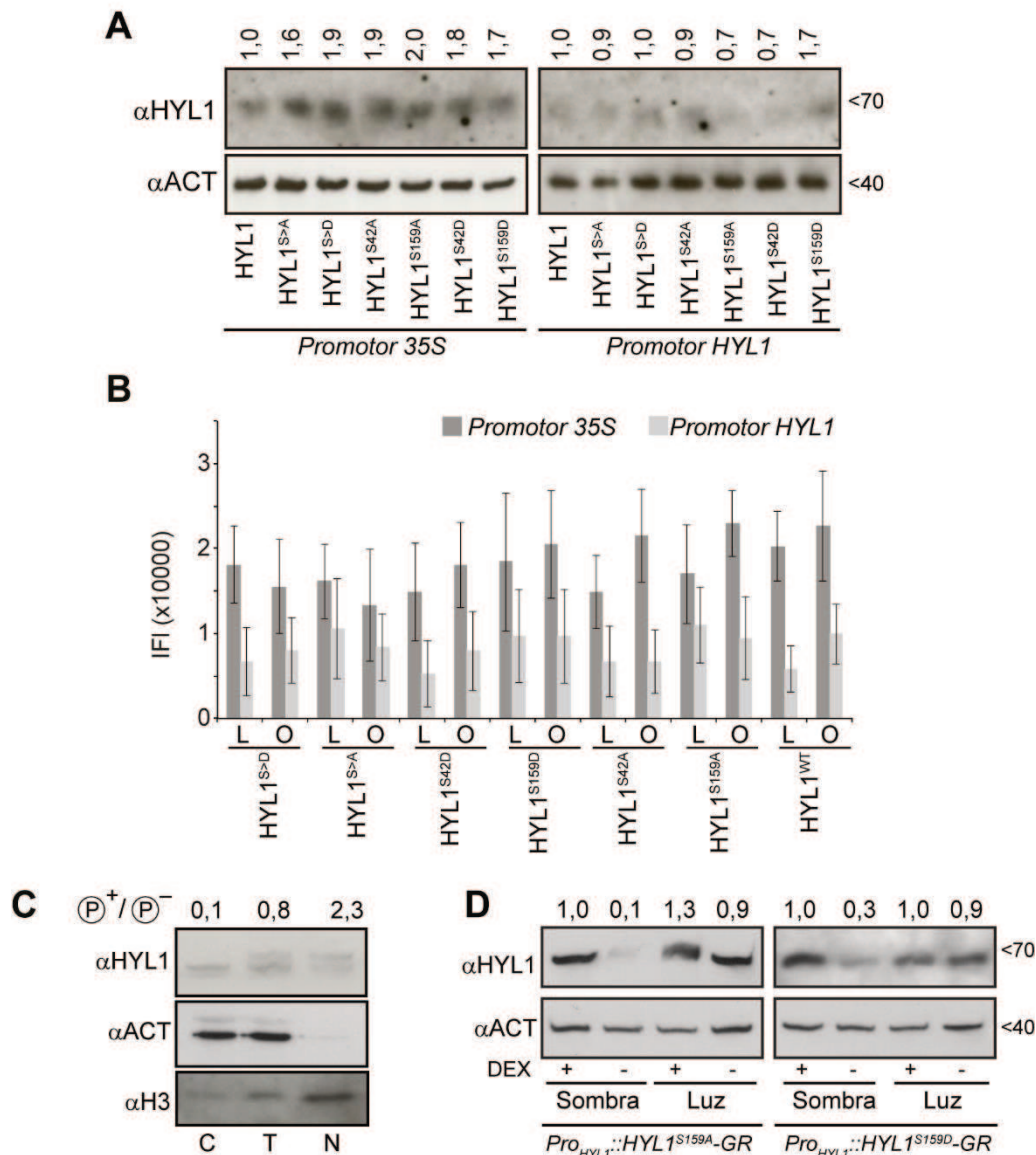 A
1,0 1,6 1,9 1,9 2,0 1,8 1,7 1,0 0,9 1,0 0,9 0,7 0,7 1,7
αHYL1 <70
αACT <40
HYL1 HYL1S>A HYL1S>D HYL1S42A HYL1S159A HYL1S42D HYL1S159D HYL1 HYL1S>A HYL1S>D HYL1S42A HYL1S159A HYL1S42D HYL1S159D
Promotor 35S Promotor HYL1
B
Promotor 35S Promotor HYL1
IFI (x10000)
3
2
1
0
L O L O L O L O L O L O L O
HYL1S>D HYL1S>A HYL1S42D HYL1S159D HYL1S42A HYL1S159A HYL1WT
C
Ⓟ+/Ⓟ− 0,1 0,8 2,3
αHYL1
αACT
αH3
C T N
D
1,0 0,1 1,3 0,9 1,0 0,3 1,0 0,9
αHYL1 <70
αACT <40
DEX + - + - + - + -
Sombra Luz Sombra Luz
ProHYL1::HYL1S159A-GR ProHYL1::HYL1S159D-GR